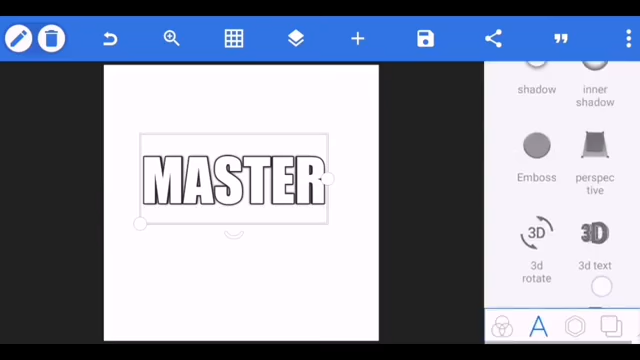 MASTER
shadow
inner
shadow
Emboss
perspec
tive
3D
3d
rotate
3D
3d text
A